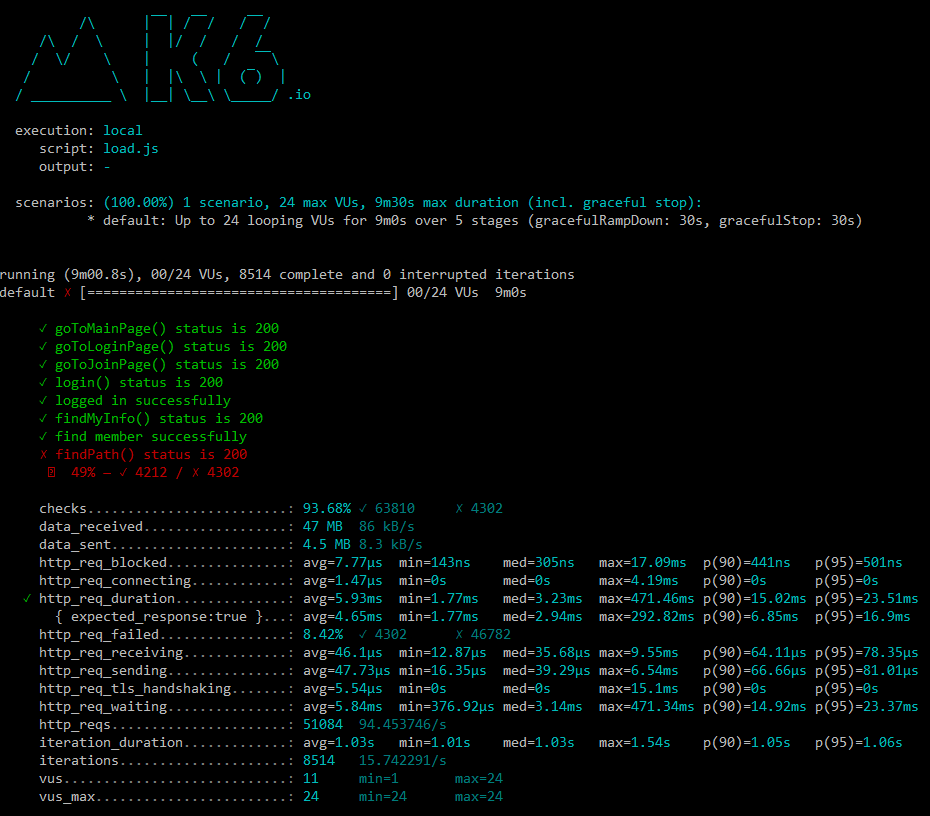 .io
execution: local
script: load.js
output: -
scenarios: (100.00%) 1 scenario, 24 max VUs, 9m30s max duration (incl. graceful stop):
* default: Up to 24 looping VUs for 9m0s over 5 stages (gracefulRampDown: 30s, gracefulStop: 30s)
running (9m00.8s), 00/24 VUs, 8514 complete and 0 interrupted iterations
default ✗ [======================================] 00/24 VUs  9m0s
✓ goToMainPage() status is 200
✓ goToLoginPage() status is 200
✓ goToJoinPage() status is 200
✓ login() status is 200
✓ logged in successfully
✓ findMyInfo() status is 200
✓ find member successfully
✗ findPath() status is 200
49% — ✓ 4212 / ✗ 4302
checks.........................: 93.68% ✓ 63810 ✗ 4302
data_received..................: 47 MB 86 kB/s
data_sent......................: 4.5 MB 8.3 kB/s
http_req_blocked...............: avg=7.77µs min=143ns med=305ns max=17.09ms p(90)=441ns p(95)=501ns
http_req_connecting............: avg=1.47µs min=0s med=0s max=4.19ms p(90)=0s p(95)=0s
✓ http_req_duration..............: avg=5.93ms min=1.77ms med=3.23ms max=471.46ms p(90)=15.02ms p(95)=23.51ms
{ expected_response:true }...: avg=4.65ms min=1.77ms med=2.94ms max=292.82ms p(90)=6.85ms p(95)=16.9ms
http_req_failed................: 8.42% ✓ 4302 ✗ 46782
http_req_receiving.............: avg=46.1µs min=12.87µs med=35.68µs max=9.55ms p(90)=64.11µs p(95)=78.35µs
http_req_sending...............: avg=47.73µs min=16.35µs med=39.29µs max=6.54ms p(90)=66.66µs p(95)=81.01µs
http_req_tls_handshaking.......: avg=5.54µs min=0s med=0s max=15.1ms p(90)=0s p(95)=0s
http_req_waiting...............: avg=5.84ms min=376.92µs med=3.14ms max=471.34ms p(90)=14.92ms p(95)=23.37ms
http_reqs......................: 51084 94.453746/s
iteration_duration.............: avg=1.03s min=1.01s med=1.03s max=1.54s p(90)=1.05s p(95)=1.06s
iterations.....................: 8514 15.742291/s
vus............................: 11 min=1 max=24
vus_max........................: 24 min=24 max=24